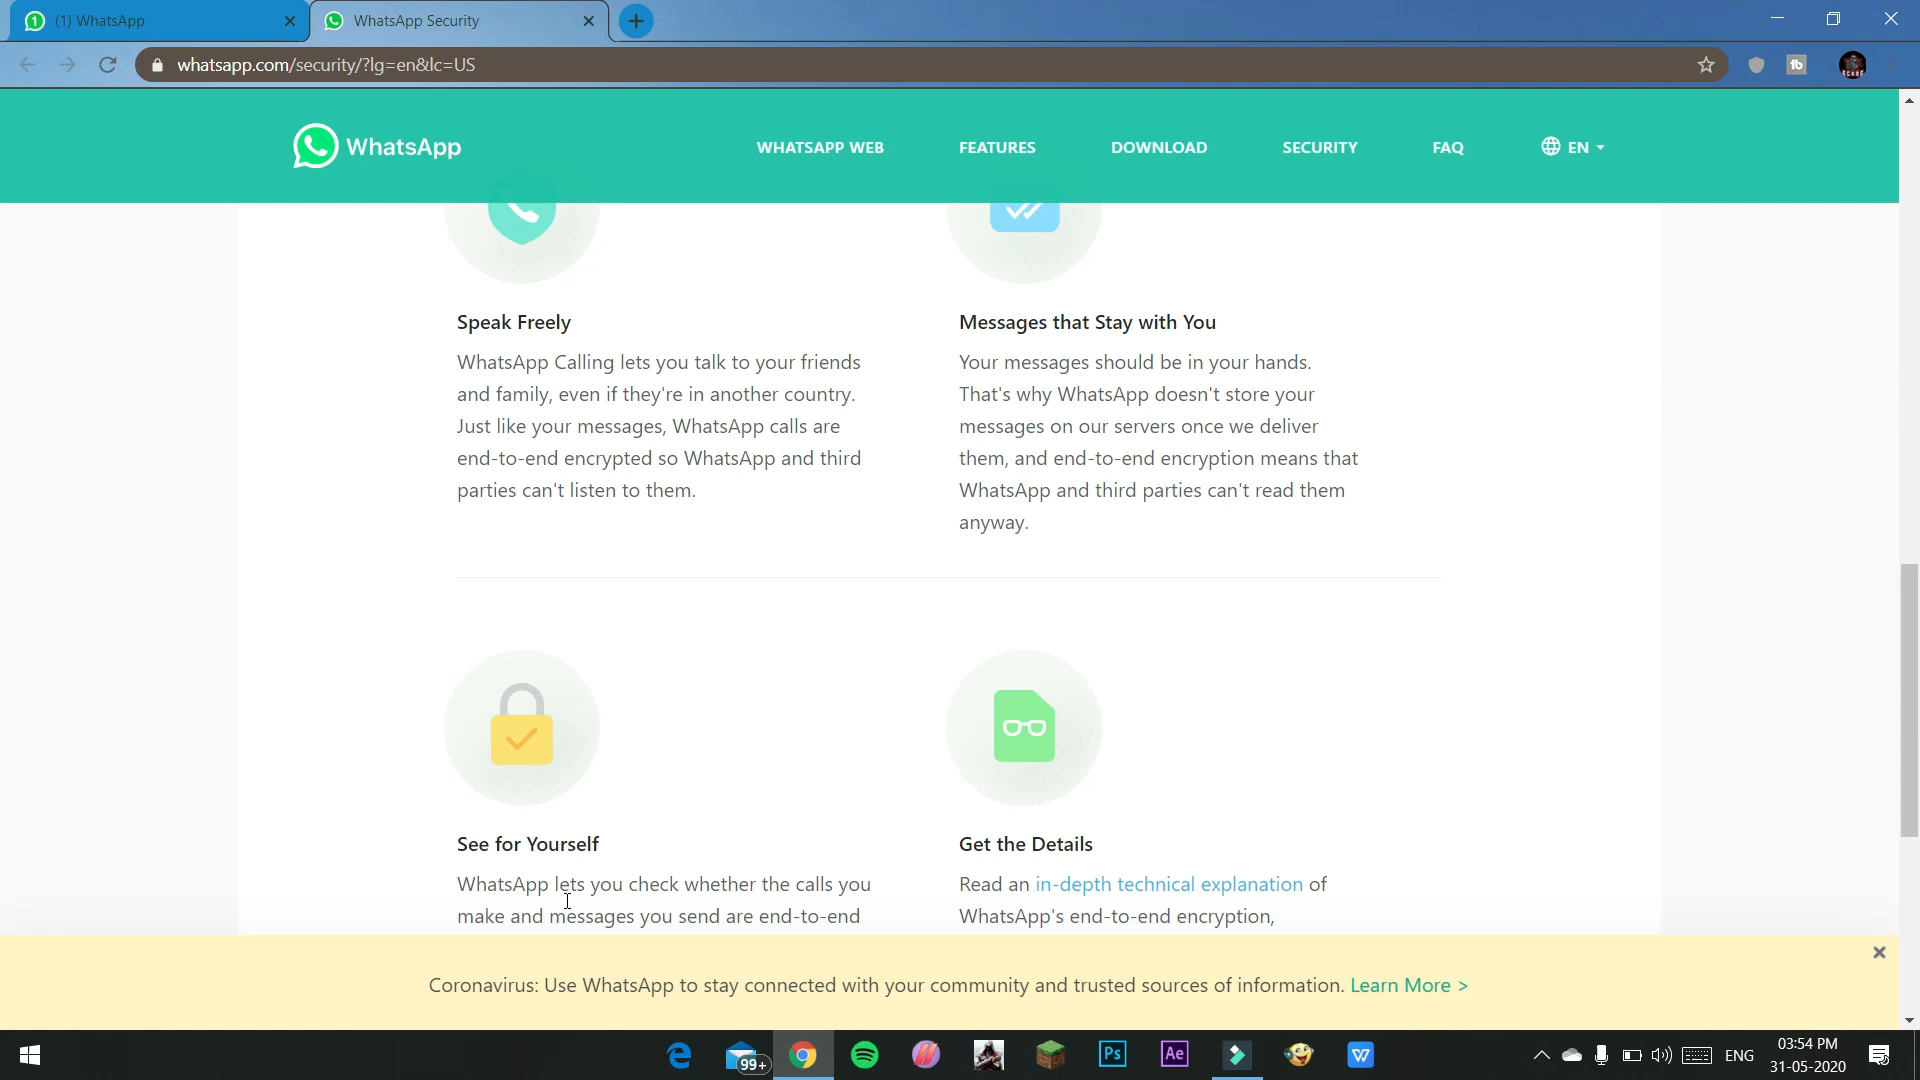 (1) WhatsApp
WhatsApp Security
whatsapp.com/security/?lg=en&lc=US
WhatsApp
WHATSAPP WEB
FEATURES
DOWNLOAD
SECURITY
FAQ
EN
Speak Freely
WhatsApp Calling lets you talk to your friends
and family, even if they're in another country.
Just like your messages, WhatsApp calls are
end-to-end encrypted so WhatsApp and third
parties can't listen to them.
Messages that Stay with You
Your messages should be in your hands.
That's why WhatsApp doesn't store your
messages on our servers once we deliver
them, and end-to-end encryption means that
WhatsApp and third parties can't read them
anyway.
See for Yourself
WhatsApp lets you check whether the calls you
make and messages you send are end-to-end
Get the Details
Read an in-depth technical explanation of
WhatsApp's end-to-end encryption,
Coronavirus: Use WhatsApp to stay connected with your community and trusted sources of information. Learn More >
99+
Ps
Ae
W
ENG
03:54 PM
31-05-2020